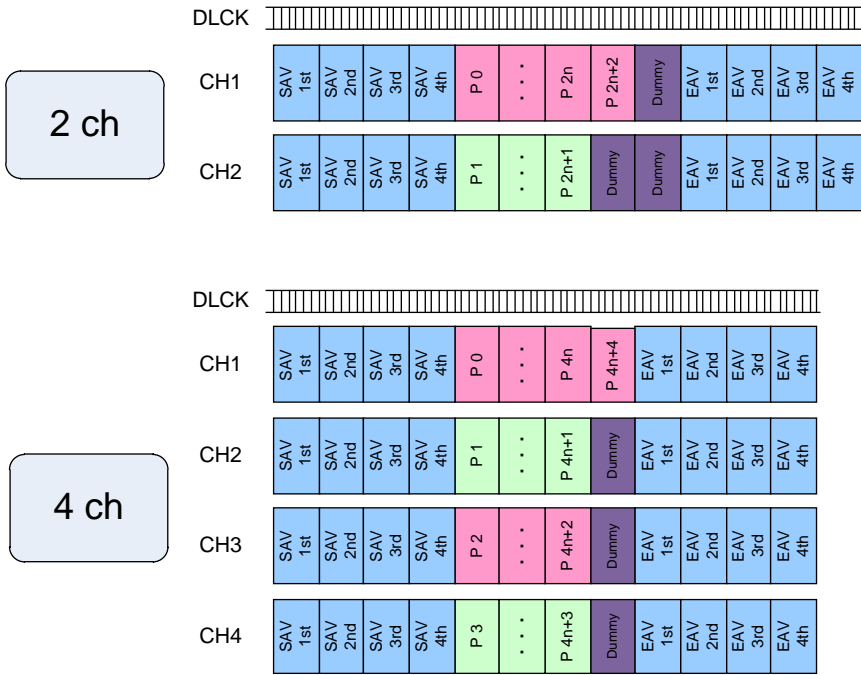 DLCK
2 ch
CH1 SAV 1st SAV 2nd SAV 3rd SAV 4th P 0 . . . P 2n P 2n+2 Dummy EAV 1st EAV 2nd EAV 3rd EAV 4th
CH2 SAV 1st SAV 2nd SAV 3rd SAV 4th P 1 . . . P 2n+1 Dummy Dummy EAV 1st EAV 2nd EAV 3rd EAV 4th
DLCK
4 ch
CH1 SAV 1st SAV 2nd SAV 3rd SAV 4th P 0 . . . P 4n P 4n+4 EAV 1st EAV 2nd EAV 3rd EAV 4th
CH2 SAV 1st SAV 2nd SAV 3rd SAV 4th P 1 . . . P 4n+1 Dummy EAV 1st EAV 2nd EAV 3rd EAV 4th
CH3 SAV 1st SAV 2nd SAV 3rd SAV 4th P 2 . . . P 4n+2 Dummy EAV 1st EAV 2nd EAV 3rd EAV 4th
CH4 SAV 1st SAV 2nd SAV 3rd SAV 4th P 3 . . . P 4n+3 Dummy EAV 1st EAV 2nd EAV 3rd EAV 4th